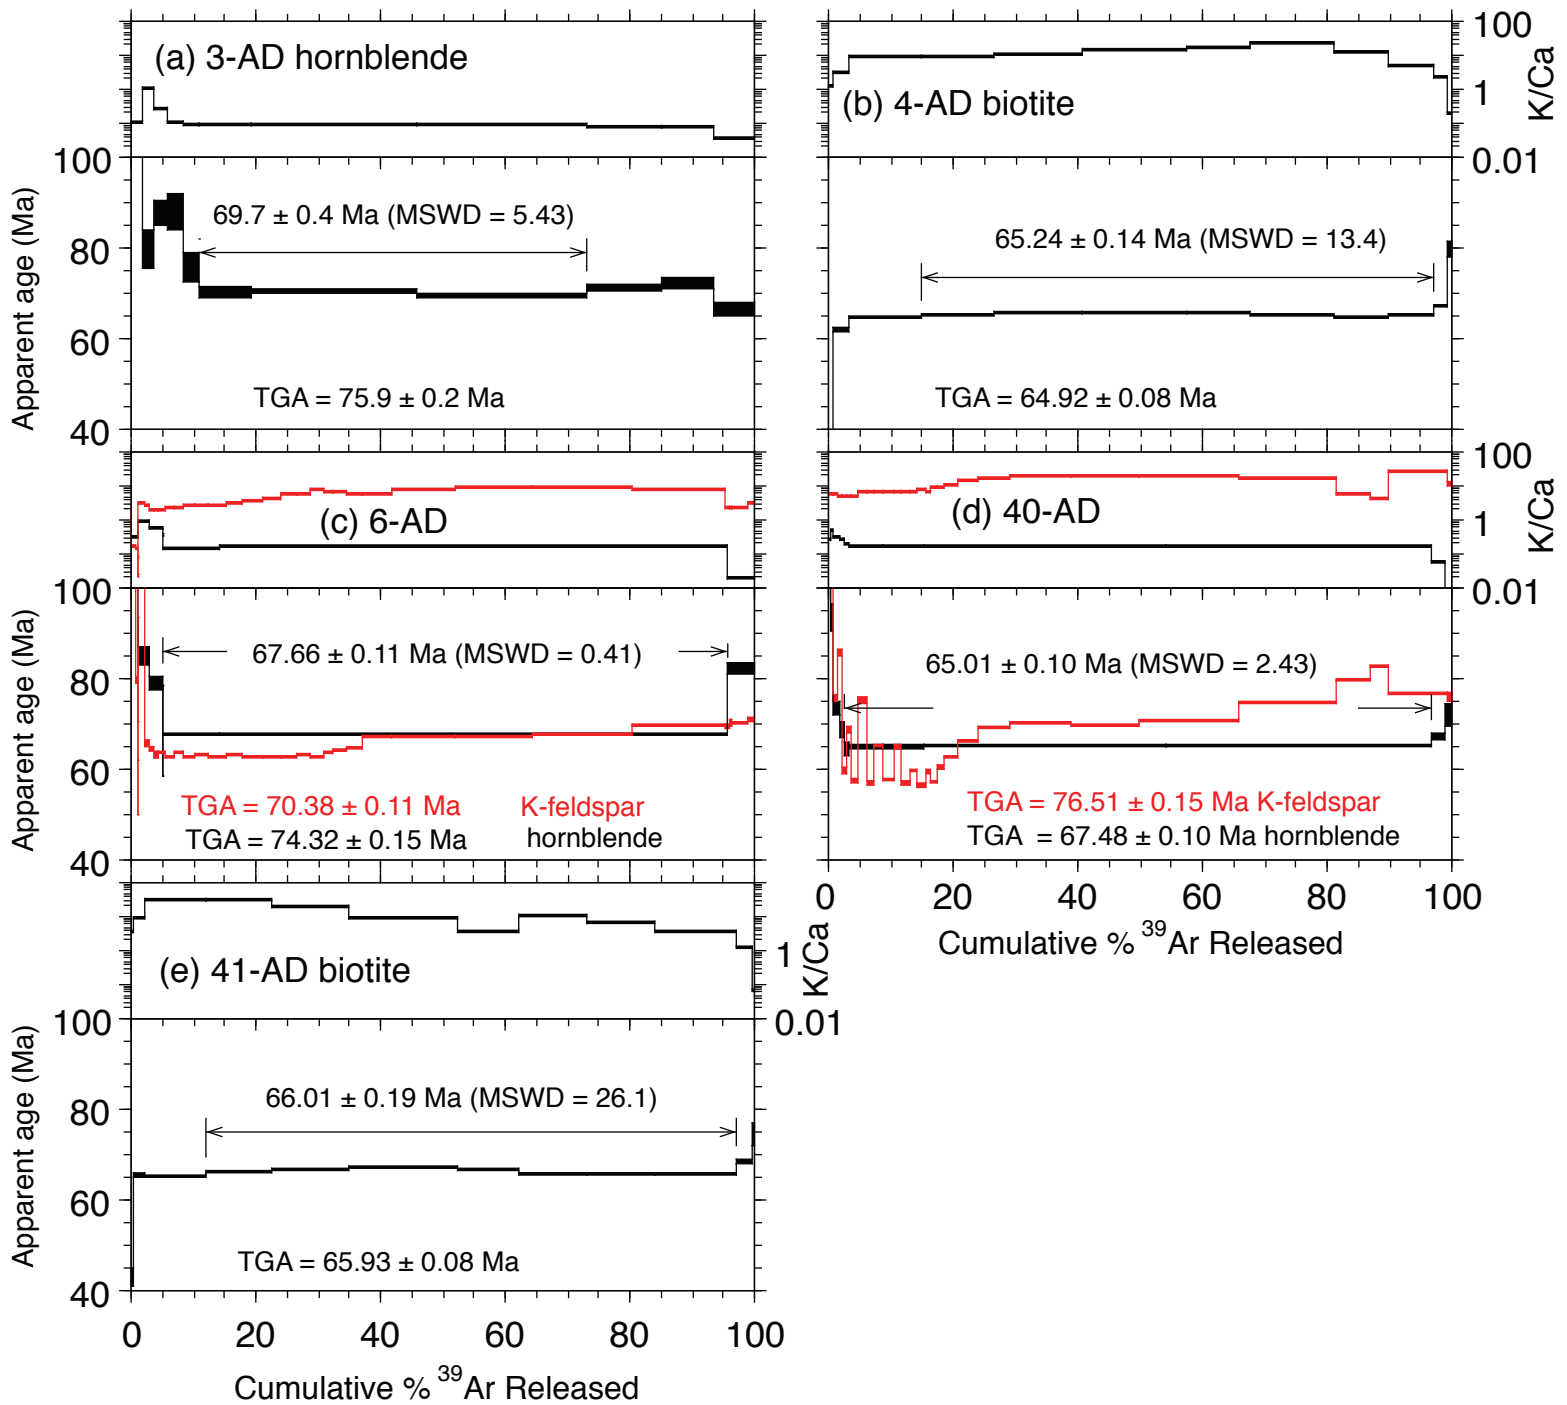 (a) 3-AD hornblende
100
80
60
40
Apparent age (Ma)
69.7 ± 0.4 Ma (MSWD = 5.43)
TGA = 75.9 ± 0.2 Ma
(b) 4-AD biotite
100
1
0.01
K/Ca
65.24 ± 0.14 Ma (MSWD = 13.4)
TGA = 64.92 ± 0.08 Ma
(c) 6-AD
100
80
60
40
Apparent age (Ma)
67.66 ± 0.11 Ma (MSWD = 0.41)
TGA = 70.38 ± 0.11 Ma K-feldspar
TGA = 74.32 ± 0.15 Ma hornblende
(d) 40-AD
100
1
0.01
K/Ca
65.01 ± 0.10 Ma (MSWD = 2.43)
TGA = 76.51 ± 0.15 Ma K-feldspar
TGA = 67.48 ± 0.10 Ma hornblende
0 20 40 60 80 100
Cumulative % ³⁹Ar Released
(e) 41-AD biotite
1
0.01
K/Ca
100
80
60
40
Apparent age (Ma)
66.01 ± 0.19 Ma (MSWD = 26.1)
TGA = 65.93 ± 0.08 Ma
0 20 40 60 80 100
Cumulative % ³⁹Ar Released